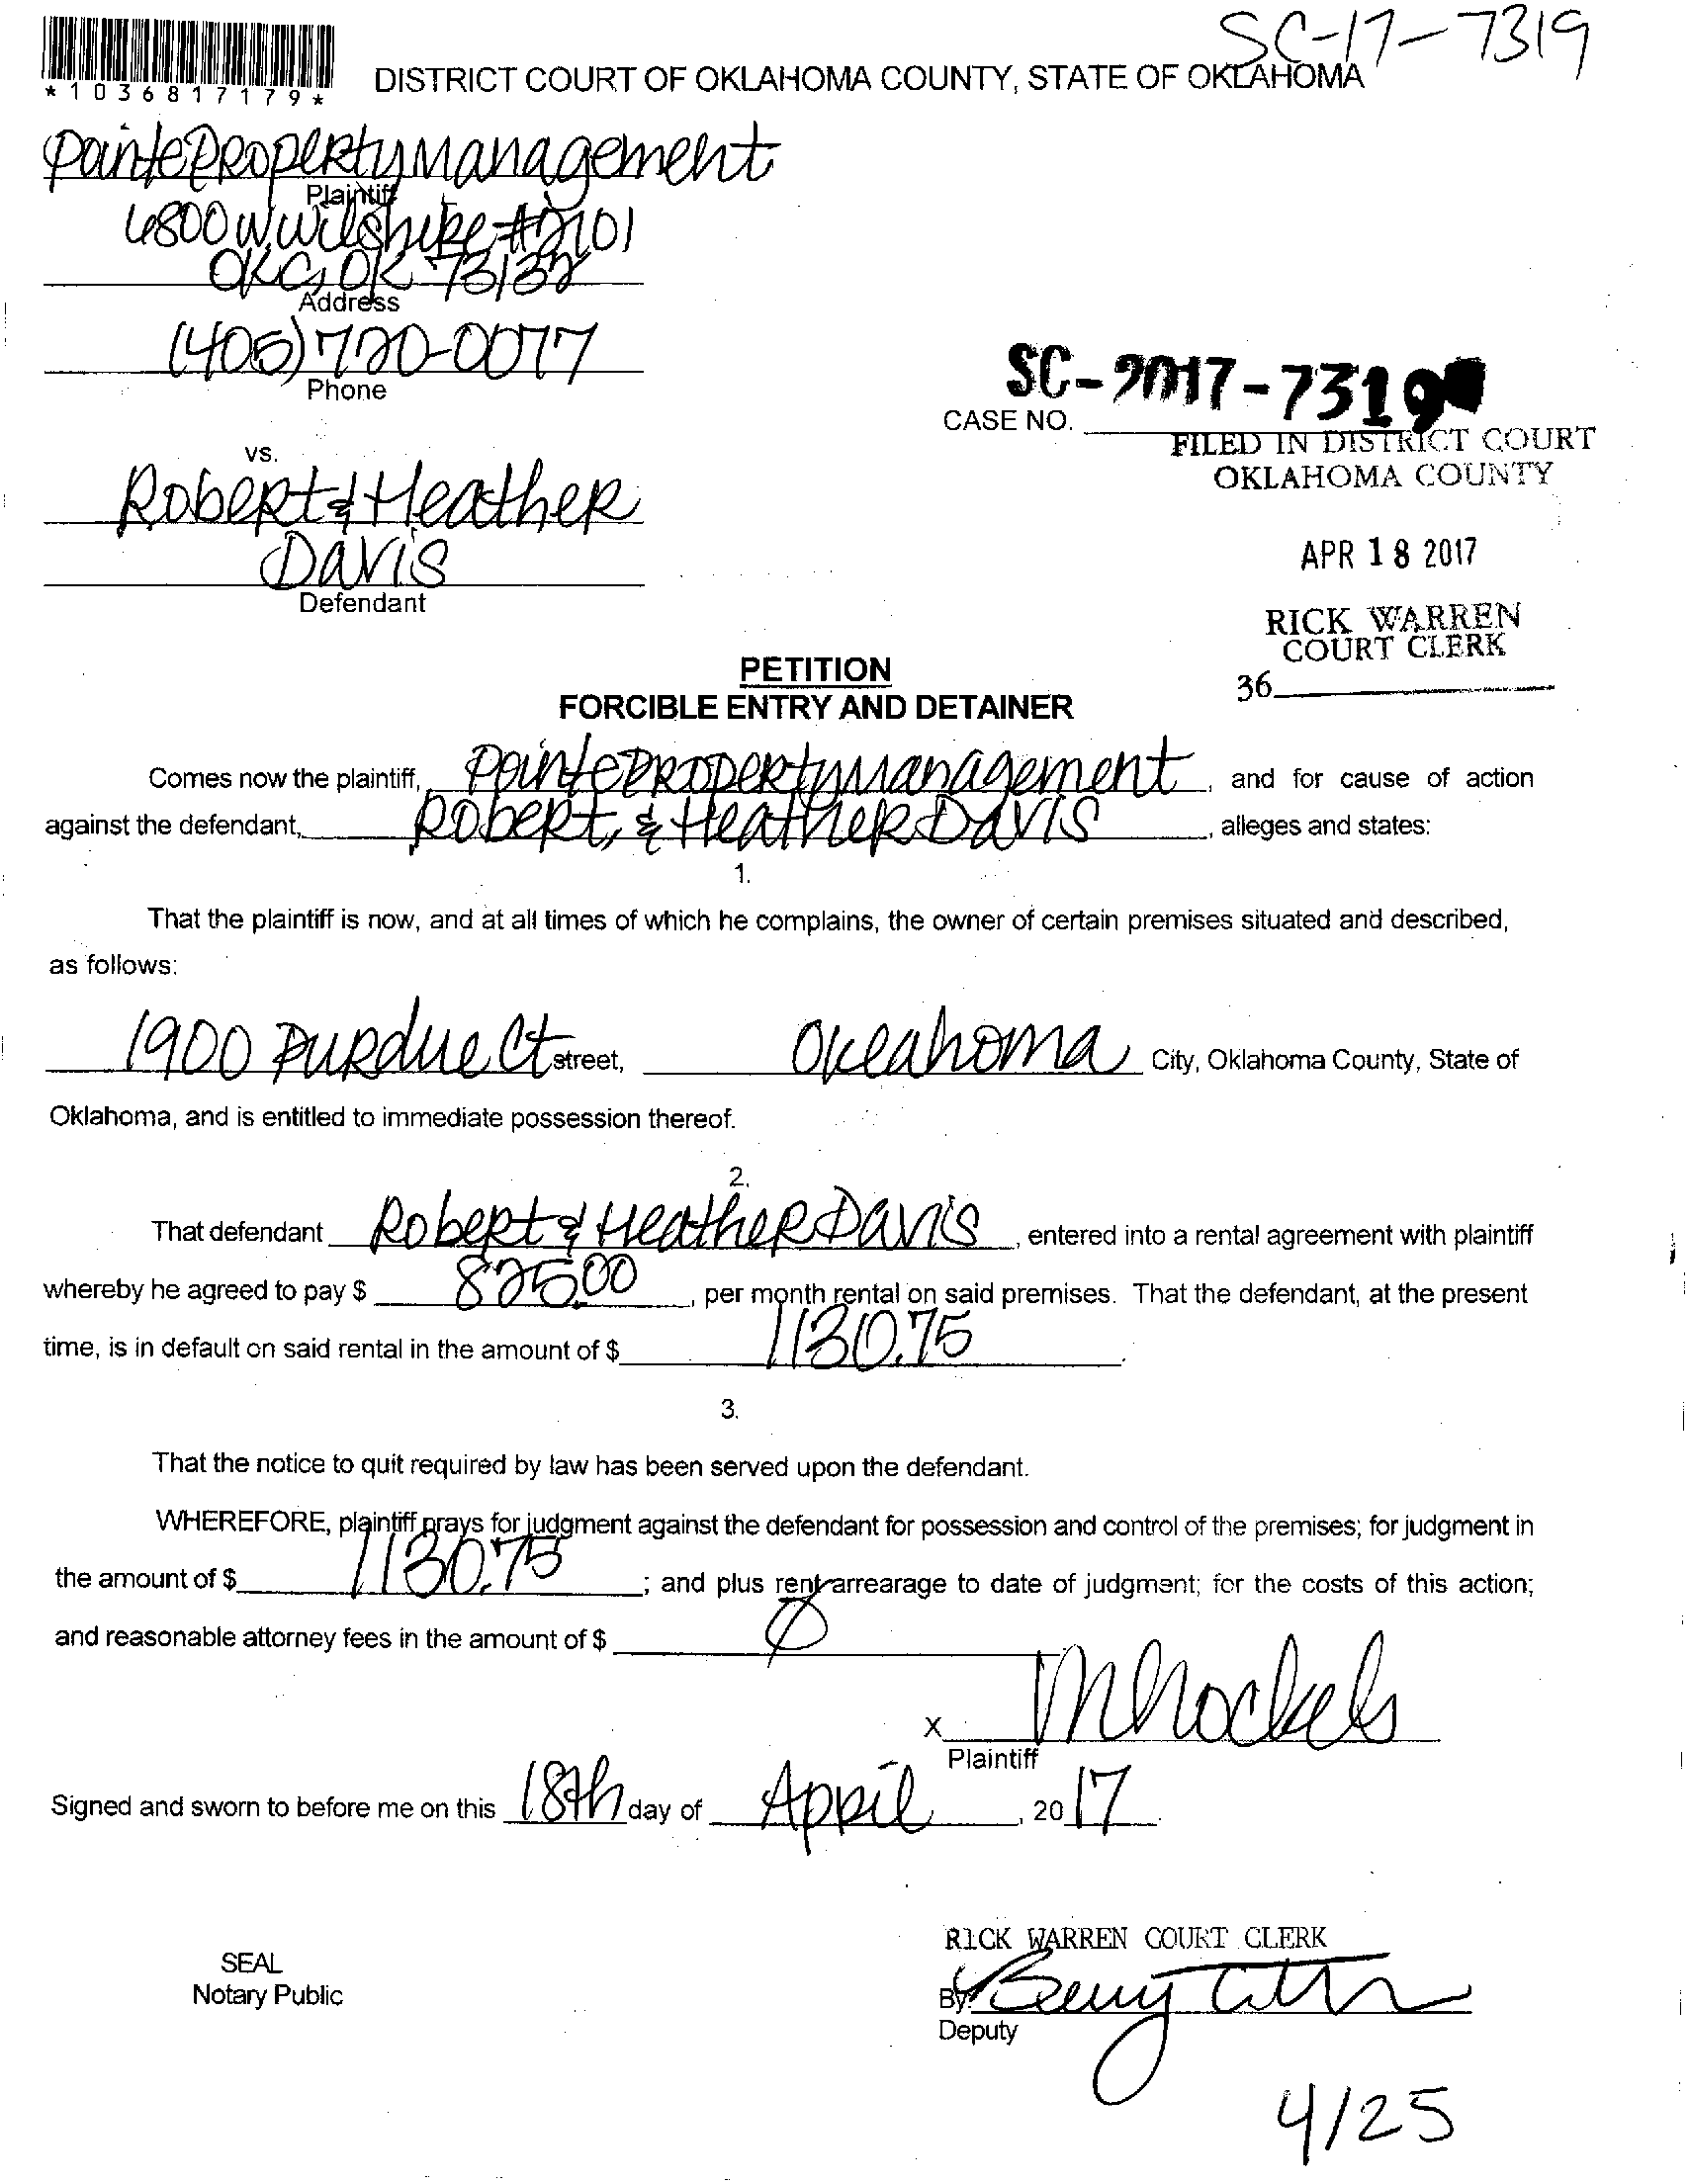 SC-17-7319
*1036817179*
DISTRICT COURT OF OKLAHOMA COUNTY, STATE OF OKLAHOMA
Pointe Property Management
Plaintiff
6800 W. Wilshire #2101
OKC, OK 73132
Address
(405) 720-0077
Phone
SC-2017-7319
CASE NO.
FILED IN DISTRICT COURT
OKLAHOMA COUNTY
vs.
Robert & Heather
Davis
Defendant
APR 18 2017
RICK WARREN
COURT CLERK
36
PETITION
FORCIBLE ENTRY AND DETAINER
Comes now the plaintiff, Pointe Property Management, and for cause of action
against the defendant, Robert, & Heather Davis, alleges and states:
1.
That the plaintiff is now, and at all times of which he complains, the owner of certain premises situated and described,
as follows:
1900 Purdue Ct street, Oklahoma City, Oklahoma County, State of
Oklahoma, and is entitled to immediate possession thereof.
2.
That defendant Robert & Heather Davis, entered into a rental agreement with plaintiff
whereby he agreed to pay $ 825.00, per month rental on said premises. That the defendant, at the present
time, is in default on said rental in the amount of $ 1130.75.
3.
That the notice to quit required by law has been served upon the defendant.
WHEREFORE, plaintiff prays for judgment against the defendant for possession and control of the premises; for judgment in
the amount of $ 1130.75; and plus rent arrearage to date of judgment; for the costs of this action;
and reasonable attorney fees in the amount of $ 0
X
Plaintiff
Signed and sworn to before me on this 18th day of April, 2017.
RICK WARREN COURT CLERK
SEAL
Notary Public
By:
Deputy
4/25